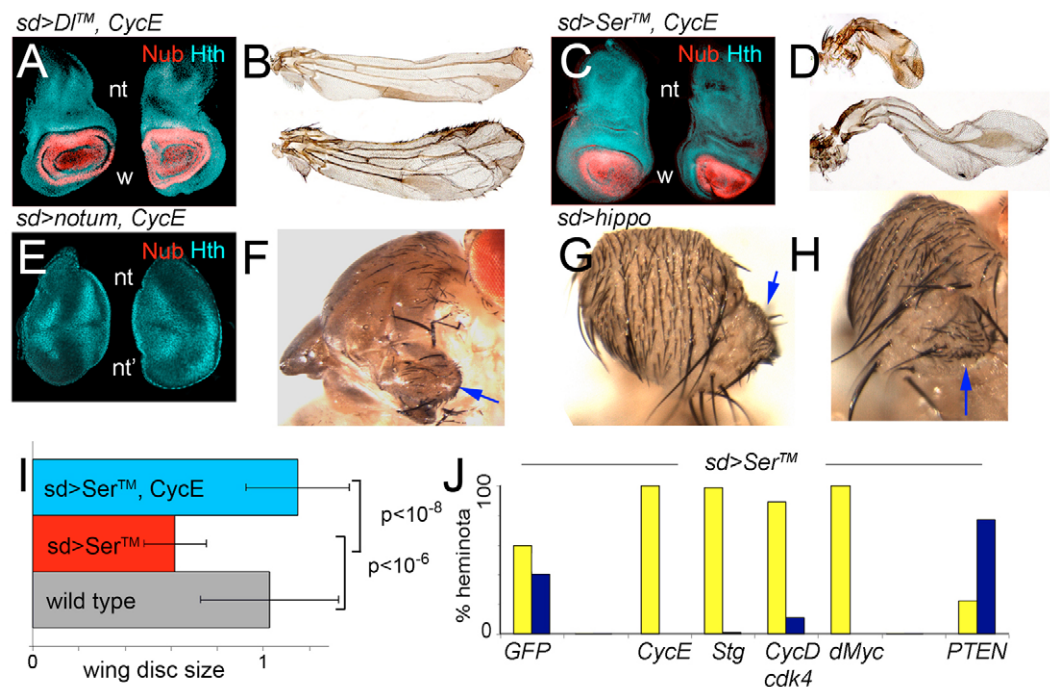 sd>Dl™, CycE
sd>Ser™, CycE
A
Nub Hth
nt
w
B
C
Nub Hth
nt
w
D
sd>notum, CycE
sd>hippo
E
Nub Hth
nt
nt'
F
G
H
I
sd>Ser™, CycE
sd>Ser™
wild type
p<10⁻⁸
p<10⁻⁶
0
1
wing disc size
J
sd>Ser™
100
0
% heminota
GFP
CycE
Stg
CycD
cdk4
dMyc
PTEN